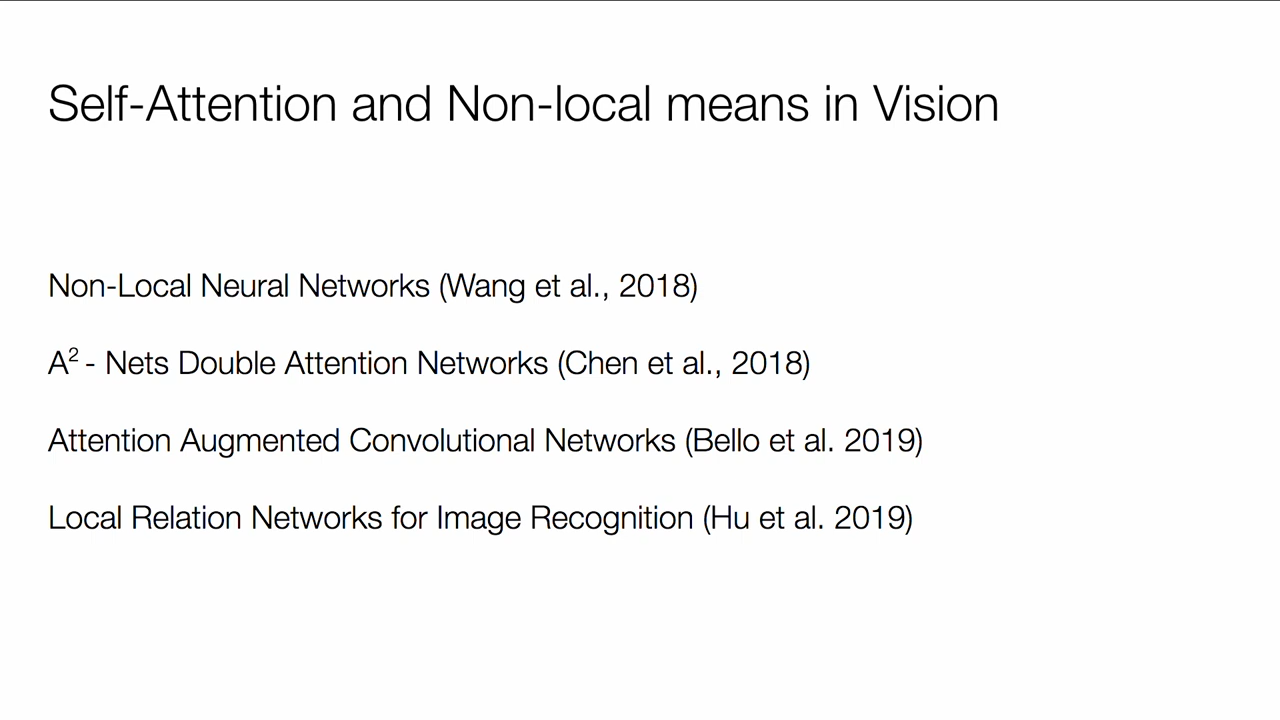 Self-Attention and Non-local means in Vision
Non-Local Neural Networks (Wang et al., 2018)
A² - Nets Double Attention Networks (Chen et al., 2018)
Attention Augmented Convolutional Networks (Bello et al. 2019)
Local Relation Networks for Image Recognition (Hu et al. 2019)